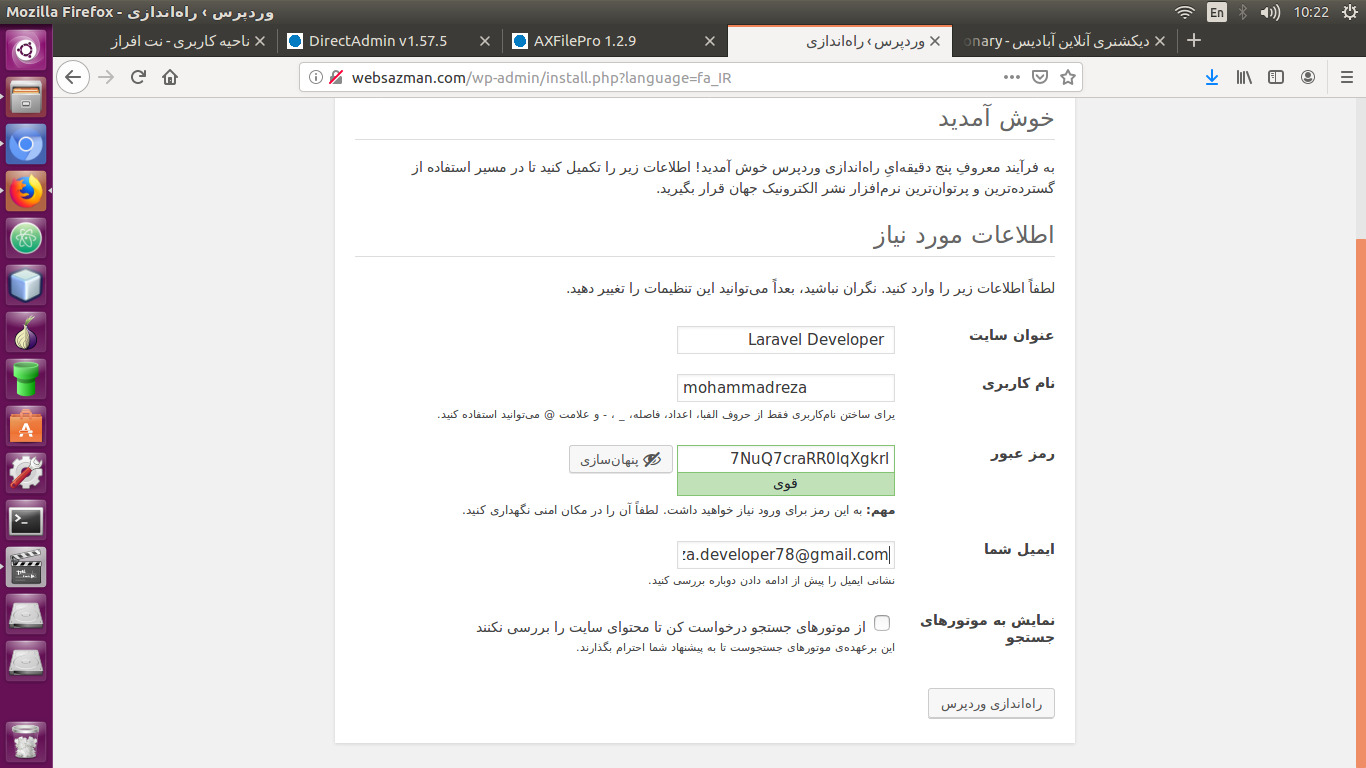 وردپرس › راه‌اندازی - Mozilla Firefox
En
10:22
ناحیه کاربری - نت افراز
DirectAdmin v1.57.5
AXFilePro 1.2.9
وردپرس › راه‌اندازی
دیکشنری آنلاین آبادیس - onary
websazman.com/wp-admin/install.php?language=fa_IR
خوش آمدید
به فرآیند معروفِ پنج دقیقه‌ایِ راه‌اندازی وردپرس خوش آمدید! اطلاعات زیر را تکمیل کنید تا در مسیر استفاده از
گسترده‌ترین و پرتوان‌ترین نرم‌افزار نشر الکترونیک جهان قرار بگیرید.
اطلاعات مورد نیاز
لطفاً اطلاعات زیر را وارد کنید. نگران نباشید، بعداً می‌توانید این تنظیمات را تغییر دهید.
عنوان سایت
Laravel Developer
نام کاربری
mohammadreza
برای ساختن نام‌کاربری فقط از حروف الفبا، اعداد، فاصله، _ ، - و علامت @ می‌توانید استفاده کنید.
رمز عبور
7NuQ7craRR0lqXgkrl
پنهان‌سازی
قوی
مهم: به این رمز برای ورود نیاز خواهید داشت. لطفاً آن را در مکان امنی نگهداری کنید.
ایمیل شما
za.developer78@gmail.com
نشانی ایمیل را پیش از ادامه دادن دوباره بررسی کنید.
نمایش به موتورهای
جستجو
از موتورهای جستجو درخواست کن تا محتوای سایت را بررسی نکنند
این برعهده‌ی موتورهای جستجوست تا به پیشنهاد شما احترام بگذارند.
راه‌اندازی وردپرس